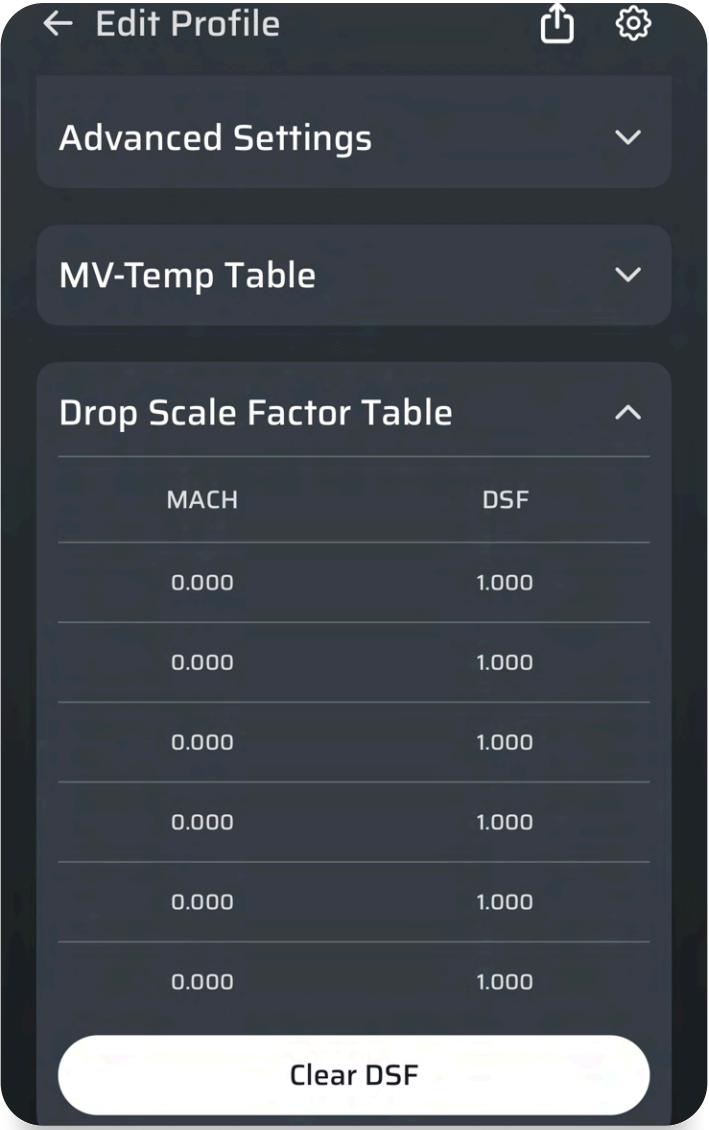 Edit Profile
Advanced Settings
MV-Temp Table
Drop Scale Factor Table
MACH DSF
0.000 1.000
0.000 1.000
0.000 1.000
0.000 1.000
0.000 1.000
0.000 1.000
Clear DSF